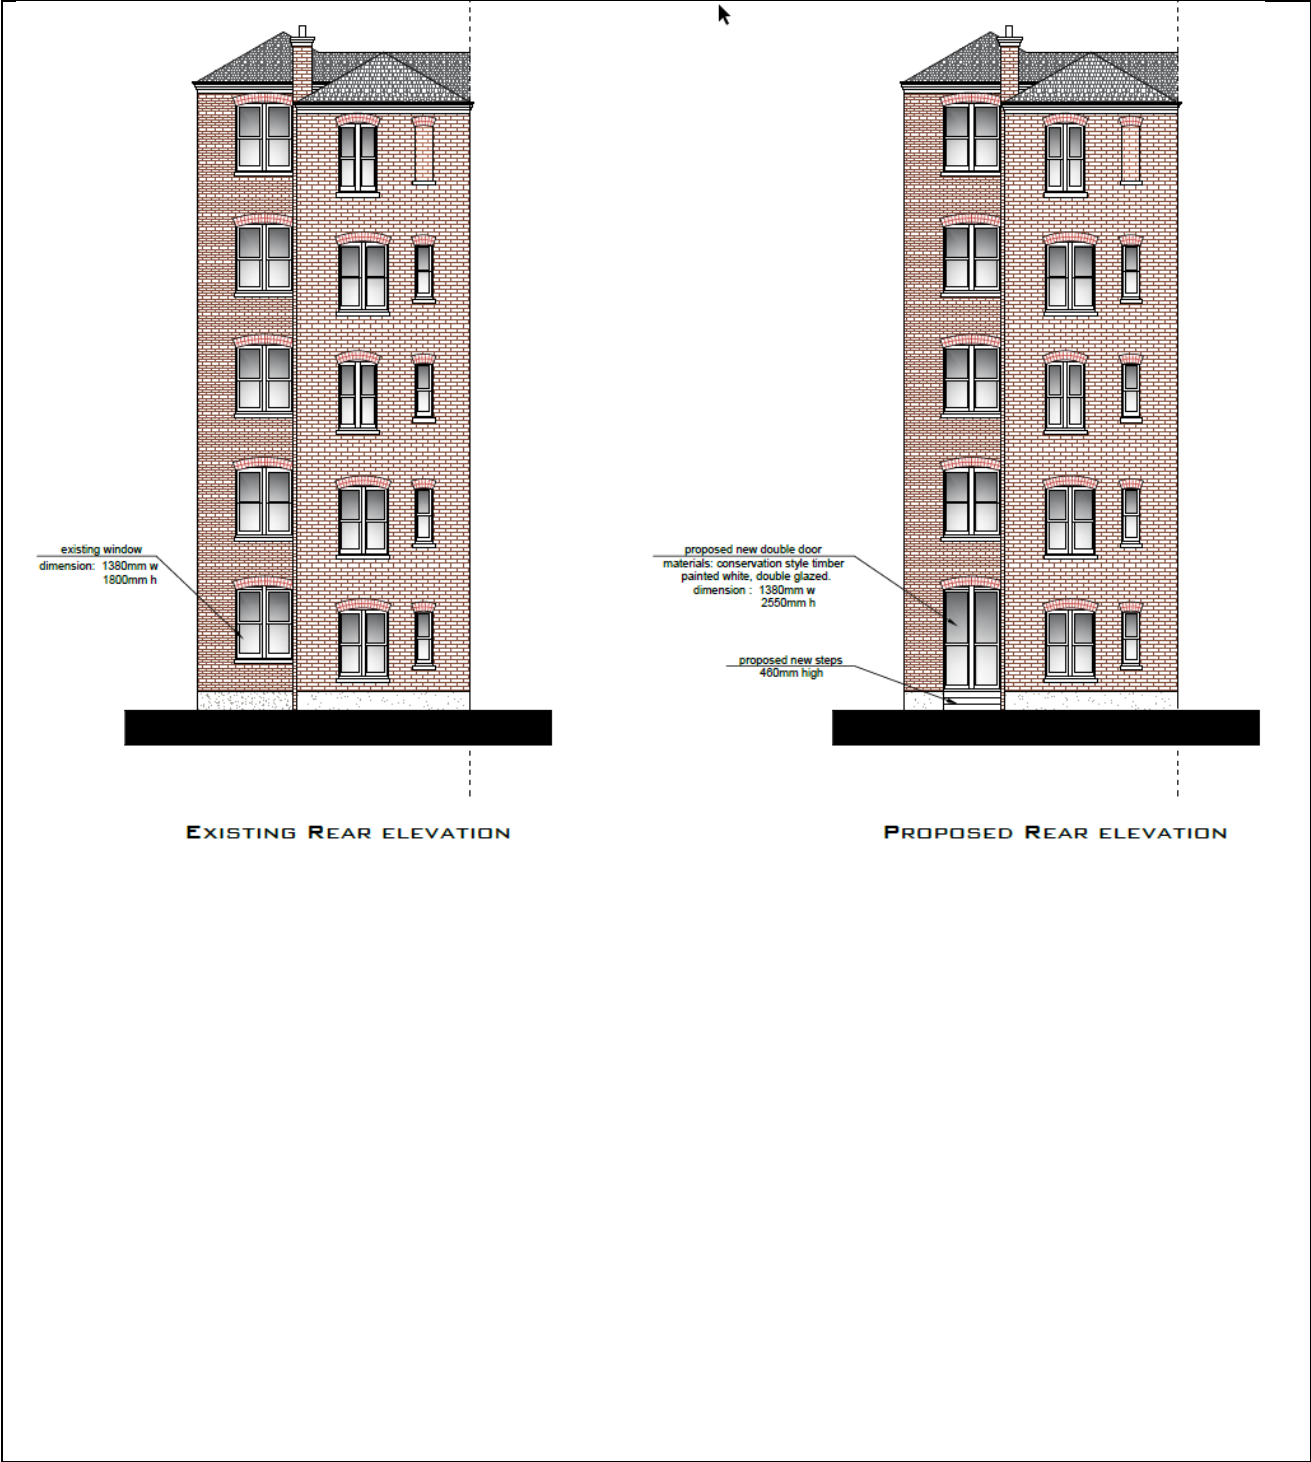 existing window
dimension: 1380mm w
1800mm h
proposed new double door
materials: conservation style timber
painted white, double glazed.
dimension : 1380mm w
2550mm h
proposed new steps
460mm high
EXISTING REAR ELEVATION
PROPOSED REAR ELEVATION